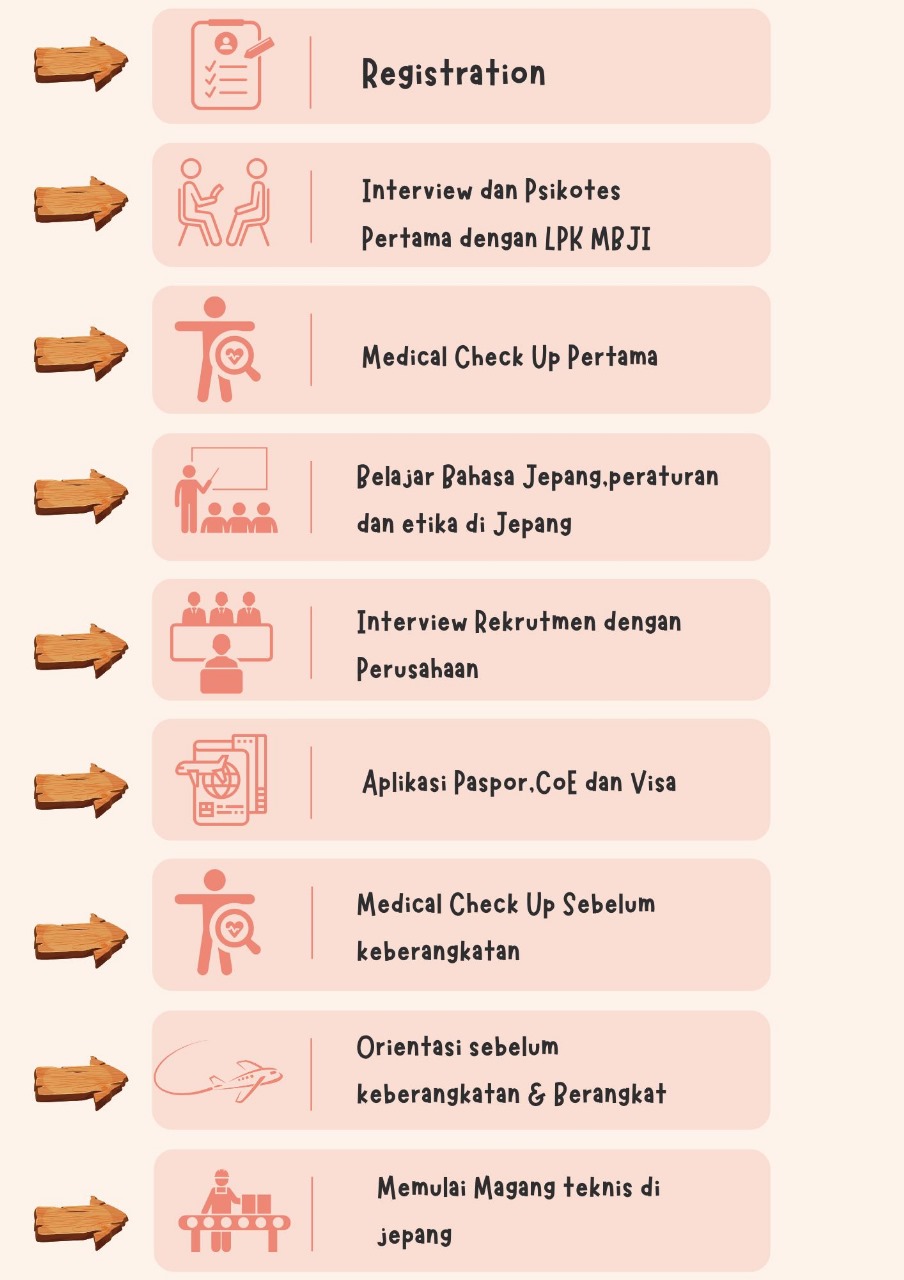 Registration
Interview dan Psikotes
Pertama dengan LPK MBJI
Medical Check Up Pertama
Belajar Bahasa Jepang,peraturan
dan etika di Jepang
Interview Rekrutmen dengan
Perusahaan
Aplikasi Paspor,CoE dan Visa
Medical Check Up Sebelum
keberangkatan
Orientasi sebelum
keberangkatan & Berangkat
Memulai Magang teknis di
jepang